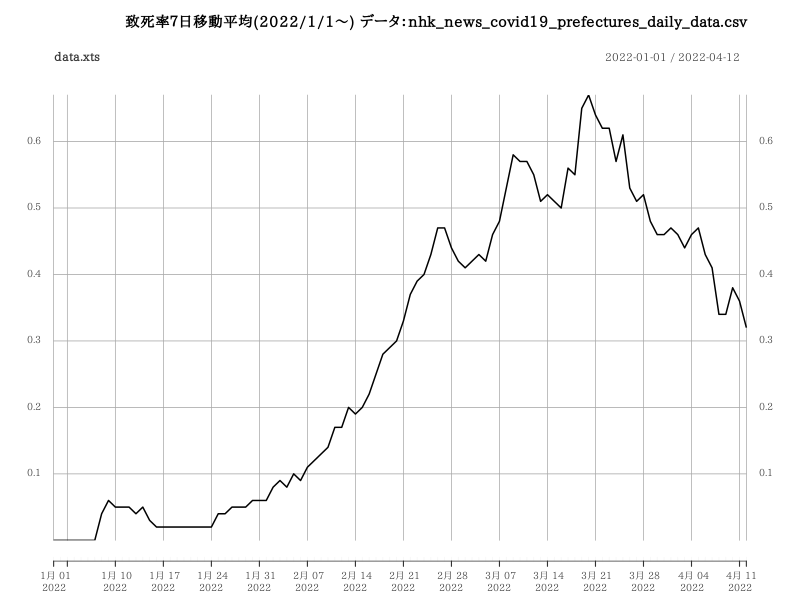 致死率7日移動平均(2022/1/1～) データ:nhk_news_covid19_prefectures_daily_data.csv
data.xts 2022-01-01 / 2022-04-12
0.6 0.6
0.5 0.5
0.4 0.4
0.3 0.3
0.2 0.2
0.1 0.1
1月 01 1月 10 1月 17 1月 24 1月 31 2月 07 2月 14 2月 21 2月 28 3月 07 3月 14 3月 21 3月 28 4月 04 4月 11
2022 2022 2022 2022 2022 2022 2022 2022 2022 2022 2022 2022 2022 2022 2022